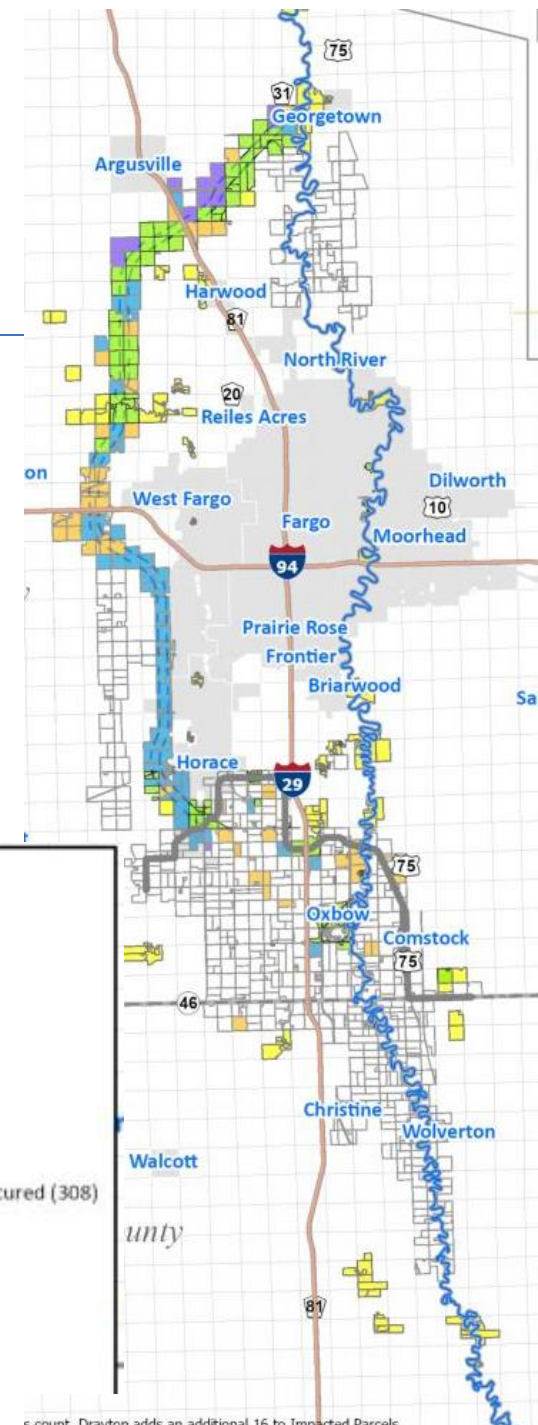 75
31
Georgetown
Argusville
Harwood
81
North River
20
Reiles Acres
on
Dilworth
West Fargo
10
Fargo
Moorhead
94
Prairie Rose
Frontier
Briarwood
Sa
Horace
29
75
Oxbow
Comstock
75
46
Christine
Wolverton
Walcott
cured (308)
unty
81
s count. Drayton adds an additional 16 to Impacted Parcels